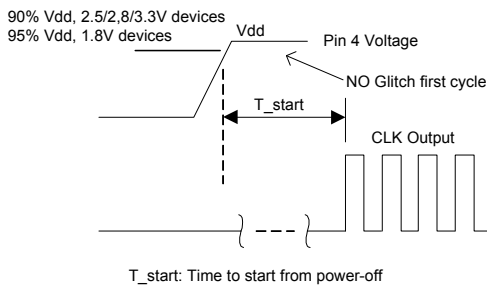 90% Vdd, 2.5/2,8/3.3V devices
95% Vdd, 1.8V devices
Vdd
Pin 4 Voltage
NO Glitch first cycle
T_start
CLK Output
T_start: Time to start from power-off